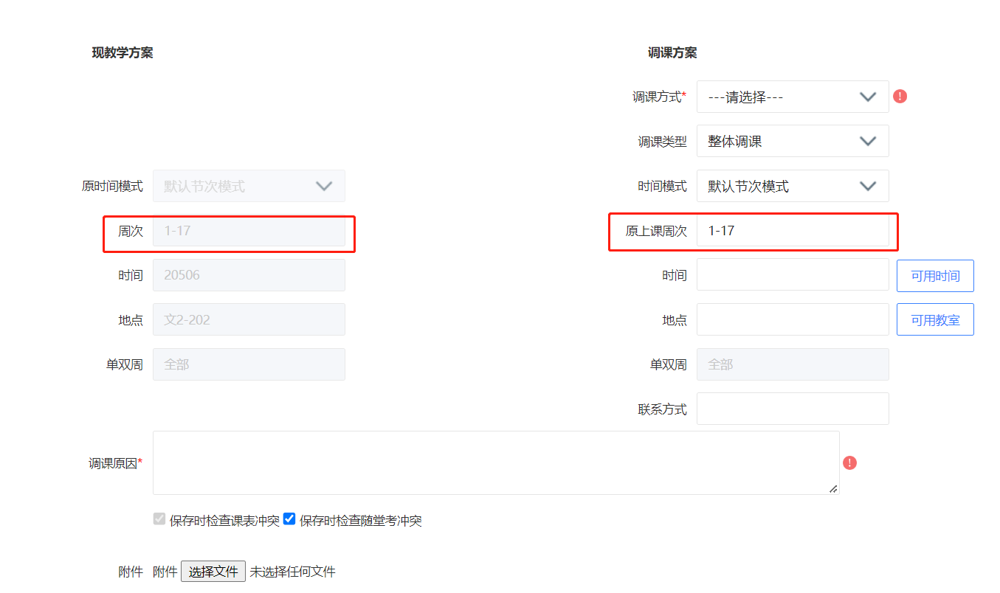 现教学方案 调课方案
调课方式* ---请选择---
调课类型 整体调课
原时间模式 默认节次模式 时间模式 默认节次模式
周次 1-17 原上课周次 1-17
时间 20506 时间 可用时间
地点 文2-202 地点 可用教室
单双周 全部 单双周 全部
联系方式
调课原因*
保存时检查课表冲突 保存时检查随堂考冲突
附件 附件 选择文件 未选择任何文件